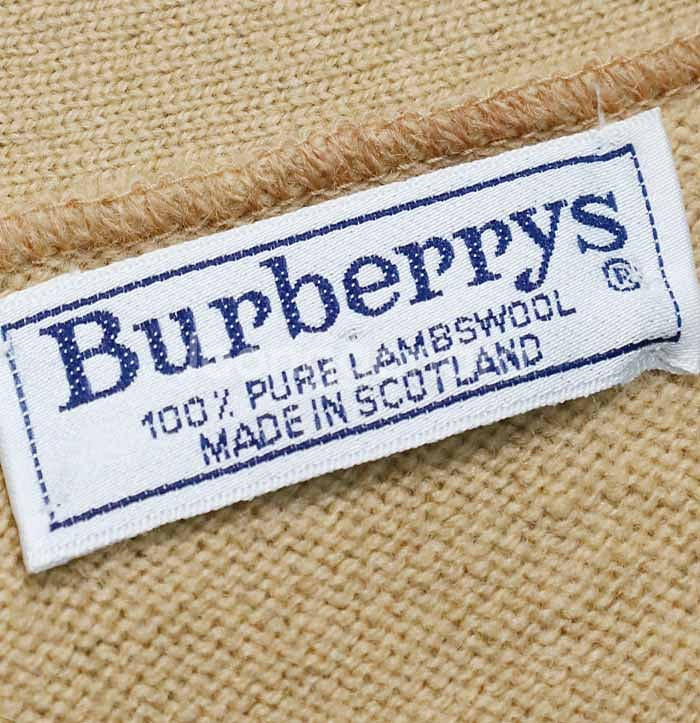 Burberrys®
100% PURE LAMBSWOOL
MADE IN SCOTLAND